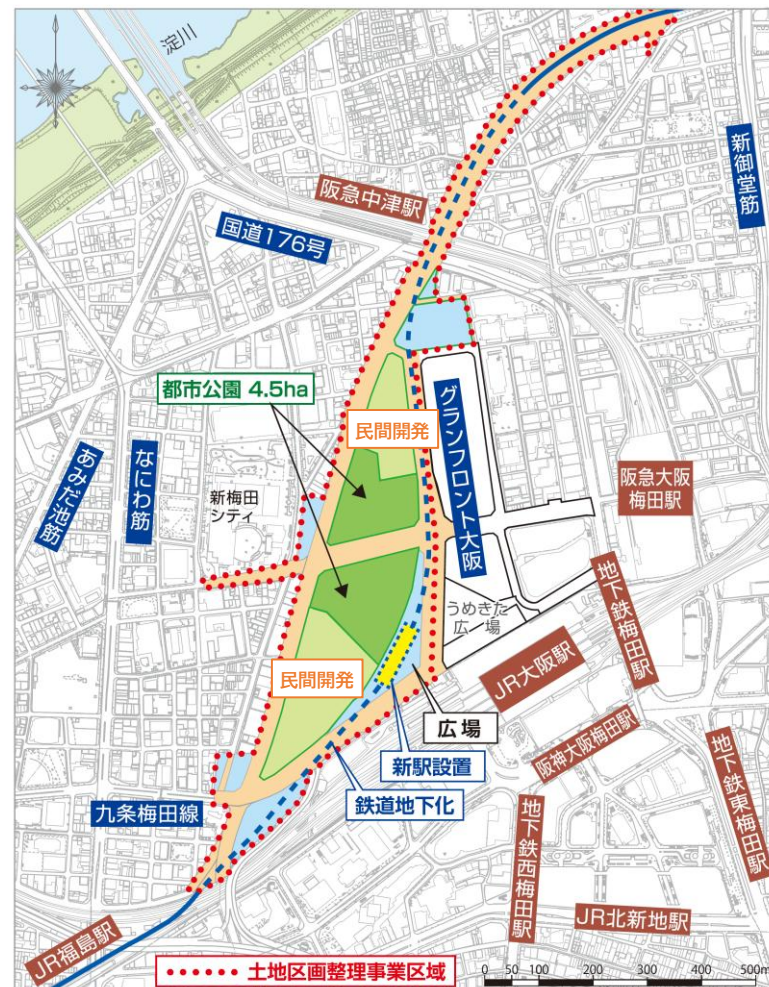 淀川
新御堂筋
阪急中津駅
国道176号
都市公園 4.5ha
民間開発
グランフロント大阪
あみだ池筋
なにわ筋
新梅田
シティ
阪急大阪
梅田駅
うめきた
広場
地下鉄梅田駅
JR大阪駅
民間開発
広場
阪神大阪梅田駅
新駅設置
鉄道地下化
九条梅田線
地下鉄西梅田駅
地下鉄東梅田駅
JR北新地駅
JR福島駅
土地区画整理事業区域
0 50 100 200 300 400 500m